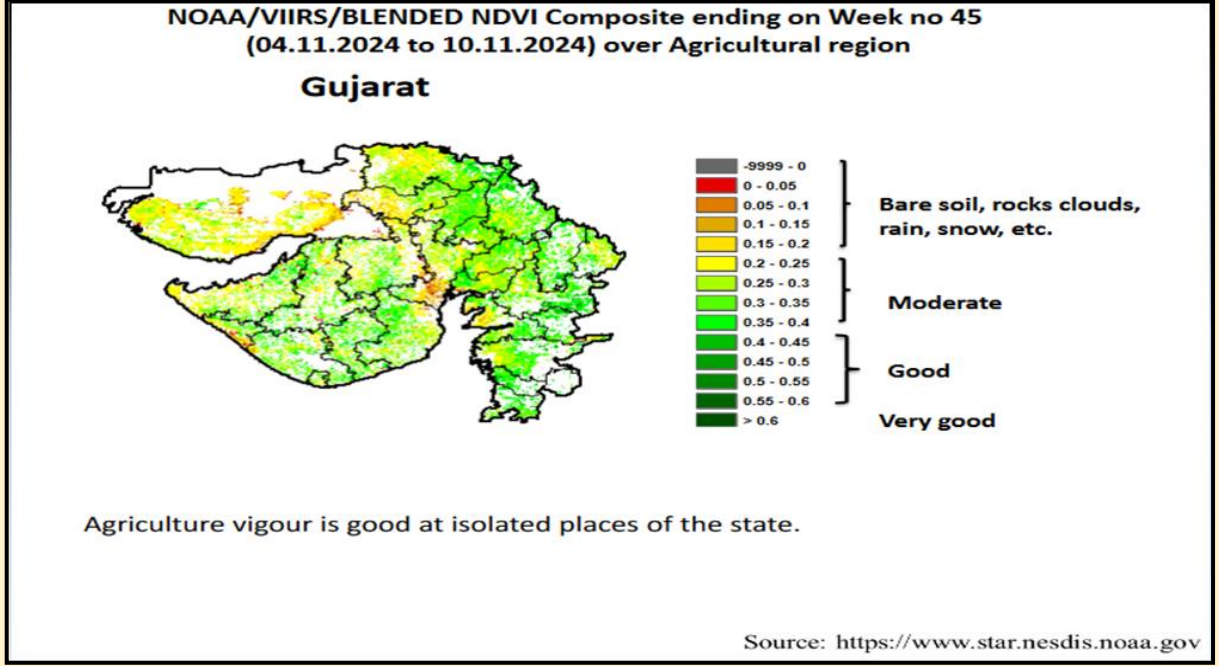 NOAA/VIIRS/BLENDED NDVI Composite ending on Week no 45
(04.11.2024 to 10.11.2024) over Agricultural region
Gujarat
-9999 - 0
0 - 0.05
0.05 - 0.1
0.1 - 0.15
0.15 - 0.2
0.2 - 0.25
0.25 - 0.3
0.3 - 0.35
0.35 - 0.4
0.4 - 0.45
0.45 - 0.5
0.5 - 0.55
0.55 - 0.6
> 0.6
Bare soil, rocks clouds,
rain, snow, etc.
Moderate
Good
Very good
Agriculture vigour is good at isolated places of the state.
Source: https://www.star.nesdis.noaa.gov